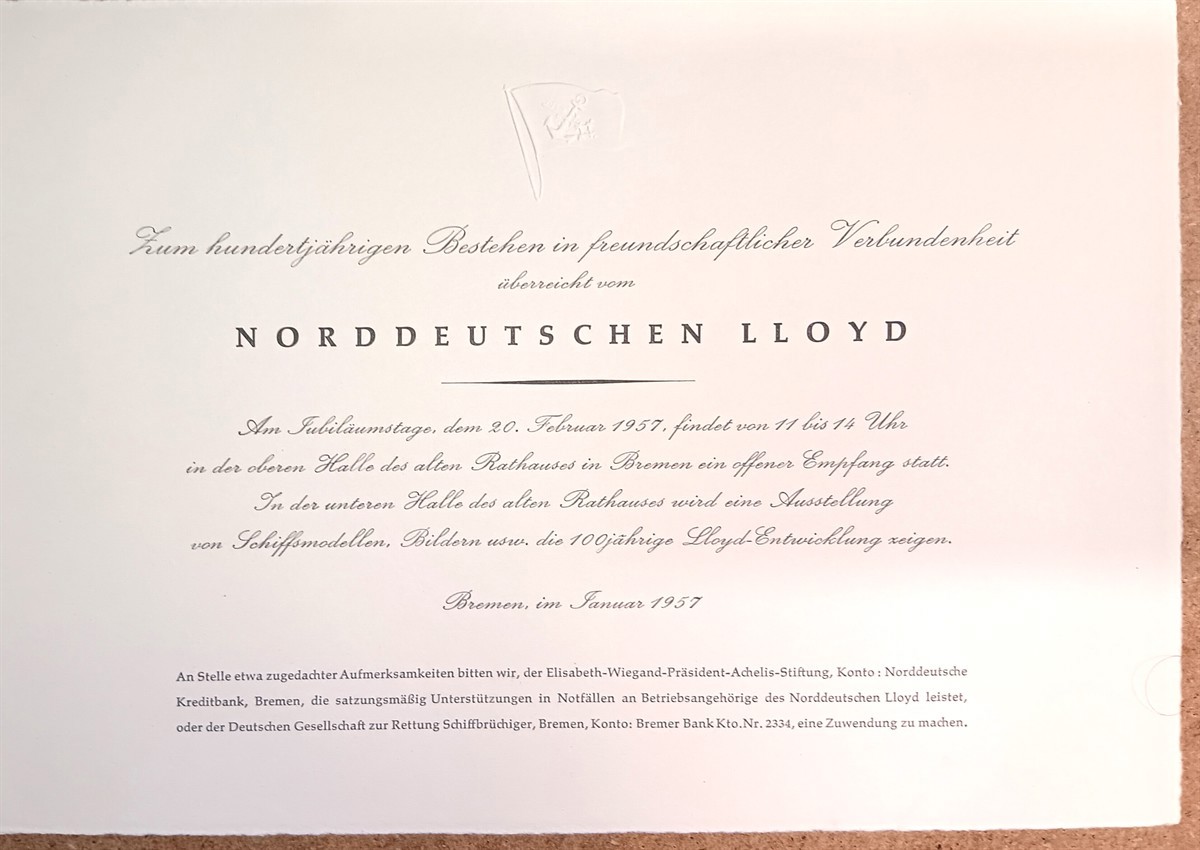 Zum hundertjährigen Bestehen in freundschaftlicher Verbundenheit
überreicht vom
NORDDEUTSCHEN LLOYD
Am Jubiläumstage, dem 20. Februar 1957, findet von 11 bis 14 Uhr
in der oberen Halle des alten Rathauses in Bremen ein offener Empfang statt.
In der unteren Halle des alten Rathauses wird eine Ausstellung
von Schiffsmodellen, Bildern usw. die 100jährige Lloyd-Entwicklung zeigen.
Bremen, im Januar 1957
An Stelle etwa zugedachter Aufmerksamkeiten bitten wir, der Elisabeth-Wiegand-Präsident-Achelis-Stiftung, Konto: Norddeutsche
Kreditbank, Bremen, die satzungsmäßig Unterstützungen in Notfällen an Betriebsangehörige des Norddeutschen Lloyd leistet,
oder der Deutschen Gesellschaft zur Rettung Schiffbrüchiger, Bremen, Konto: Bremer Bank Kto.Nr. 2334, eine Zuwendung zu machen.